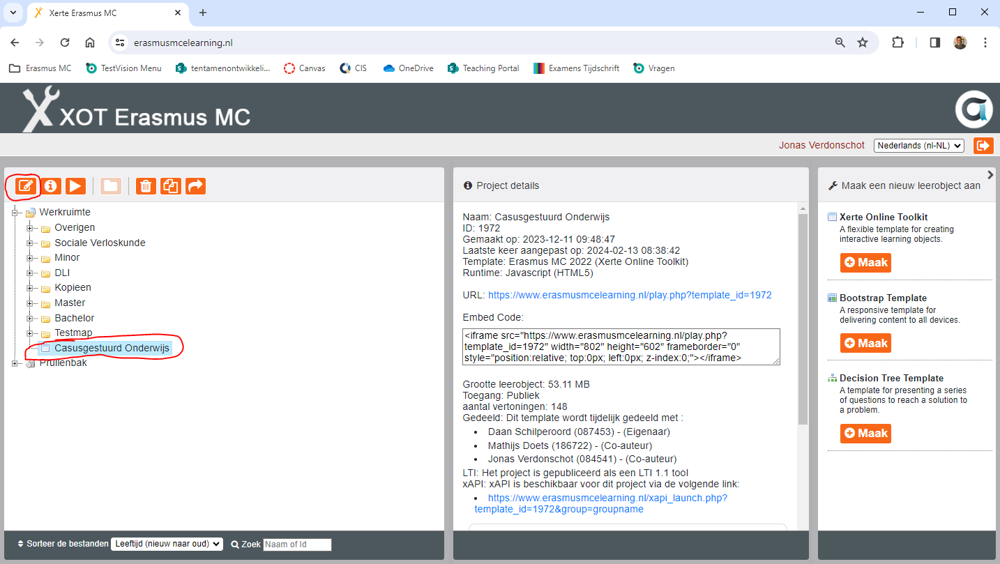 Xerte Erasmus MC
erasmusmcelearning.nl
Erasmus MC
TestVision Menu
tentamenontwikkeli...
Canvas
CIS
OneDrive
Teaching Portal
Examens Tijdschrift
Vragen
XOT Erasmus MC
Jonas Verdonschot
Nederlands (nl-NL)
Werkruimte
Overigen
Sociale Verloskunde
Minor
DLI
Kopieen
Master
Bachelor
Testmap
Casusgestuurd Onderwijs
Prullenbak
Sorteer de bestanden
Leeftijd (nieuw naar oud)
Zoek
Naam of Id
Project details
Naam: Casusgestuurd Onderwijs
ID: 1972
Gemaakt op: 2023-12-11 09:48:47
Laatste keer aangepast op: 2024-02-13 08:38:42
Template: Erasmus MC 2022 (Xerte Online Toolkit)
Runtime: Javascript (HTML5)
URL: https://www.erasmusmcelearning.nl/play.php?template_id=1972
Embed Code:
<iframe src="https://www.erasmusmcelearning.nl/play.php?
template_id=1972" width="802" height="602" frameborder="0"
style="position:relative; top:0px; left:0px; z-index:0;"></iframe>
Grootte leerobject: 53.11 MB
Toegang: Publiek
aantal vertoningen: 148
Gedeeld: Dit template wordt tijdelijk gedeeld met :
• Daan Schilperoord (087453) - (Eigenaar)
• Mathijs Doets (186722) - (Co-auteur)
• Jonas Verdonschot (084541) - (Co-auteur)
LTI: Het project is gepubliceerd als een LTI 1.1 tool
xAPI: xAPI is beschikbaar voor dit project via de volgende link:
• https://www.erasmusmcelearning.nl/xapi_launch.php?
template_id=1972&group=groupname
Maak een nieuw leerobject aan
Xerte Online Toolkit
A flexible template for creating
interactive learning objects.
Maak
Bootstrap Template
A responsive template for
delivering content to all devices.
Maak
Decision Tree Template
A template for presenting a series
of questions to reach a solution to
a problem.
Maak